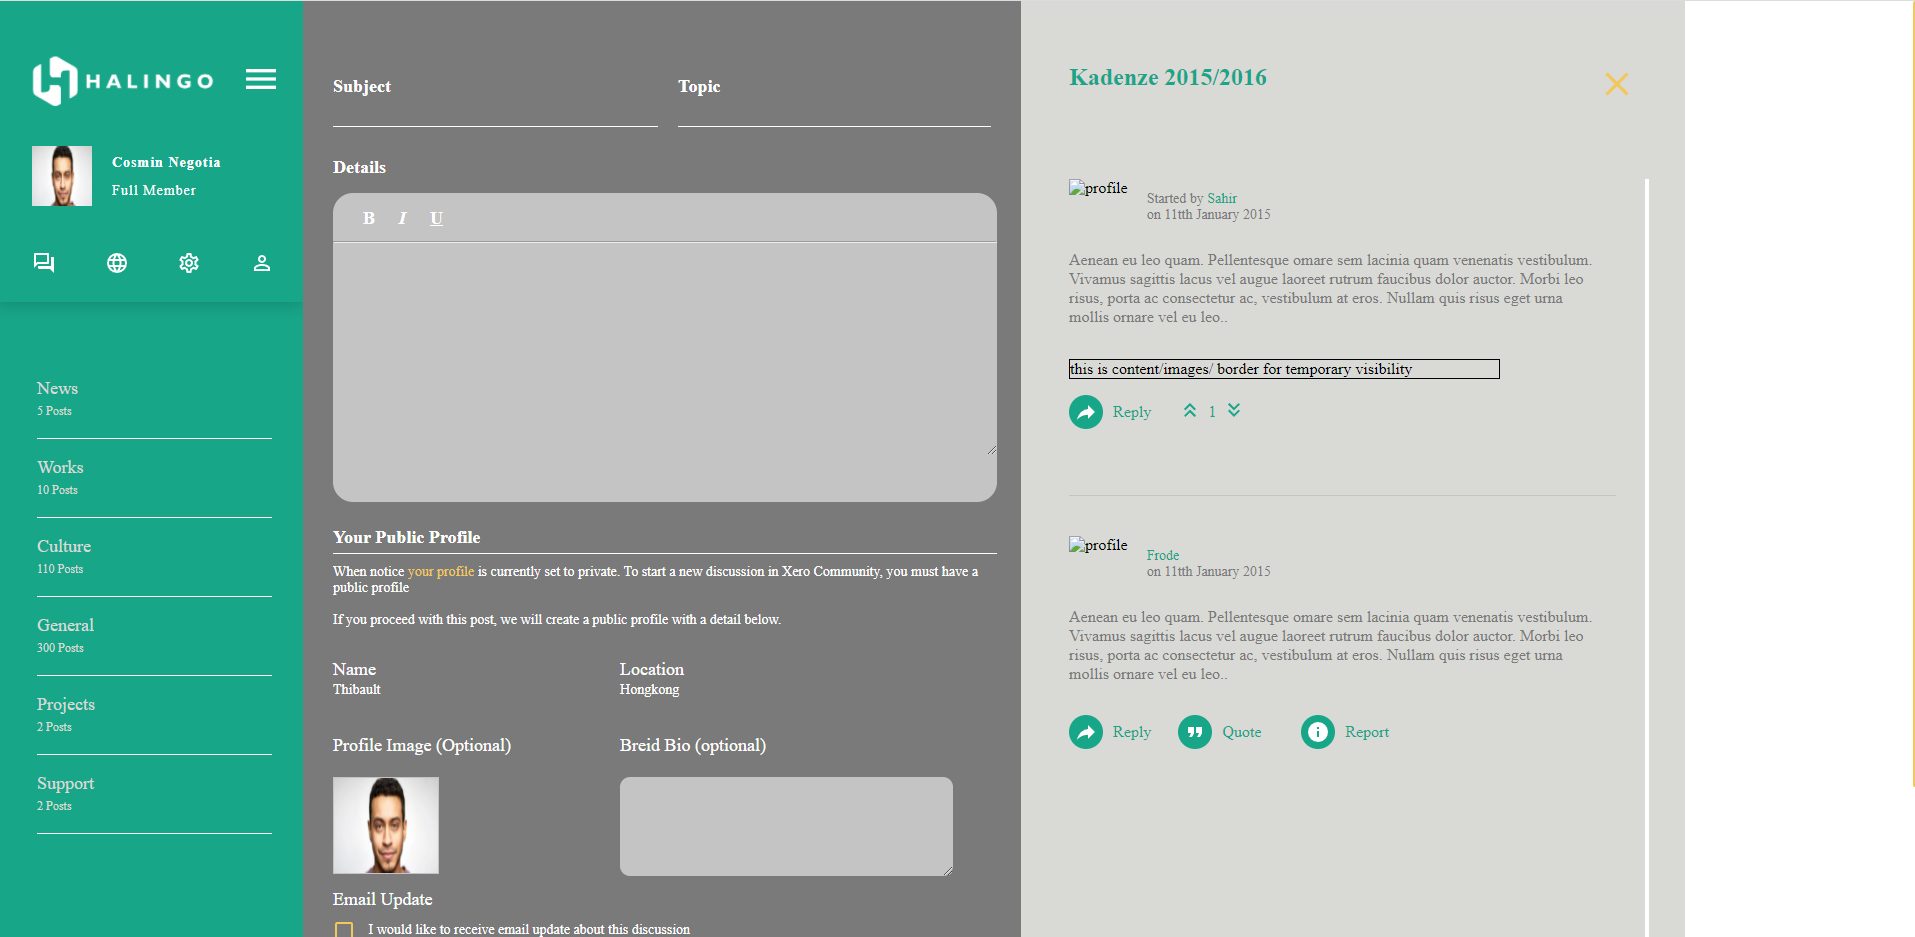 HALINGO
Cosmin Negotia
Full Member
News
5 Posts
Works
10 Posts
Culture
110 Posts
General
300 Posts
Projects
2 Posts
Support
2 Posts
Subject
Topic
Details
B I U
Your Public Profile
When notice your profile is currently set to private. To start a new discussion in Xero Community, you must have a
public profile
If you proceed with this post, we will create a public profile with a detail below.
Name
Thibault
Location
Hongkong
Profile Image (Optional)
Breid Bio (optional)
Email Update
I would like to receive email update about this discussion
Kadenze 2015/2016
profile
Started by Sahir
on 11tth January 2015
Aenean eu leo quam. Pellentesque omare sem lacinia quam venenatis vestibulum.
Vivamus sagittis lacus vel augue laoreet rutrum faucibus dolor auctor. Morbi leo
risus, porta ac consectetur ac, vestibulum at eros. Nullam quis risus eget urna
mollis ornare vel eu leo..
this is content/images/ border for temporary visibility
Reply
1
profile
Frode
on 11tth January 2015
Aenean eu leo quam. Pellentesque omare sem lacinia quam venenatis vestibulum.
Vivamus sagittis lacus vel augue laoreet rutrum faucibus dolor auctor. Morbi leo
risus, porta ac consectetur ac, vestibulum at eros. Nullam quis risus eget urna
mollis ornare vel eu leo..
Reply
Quote
Report